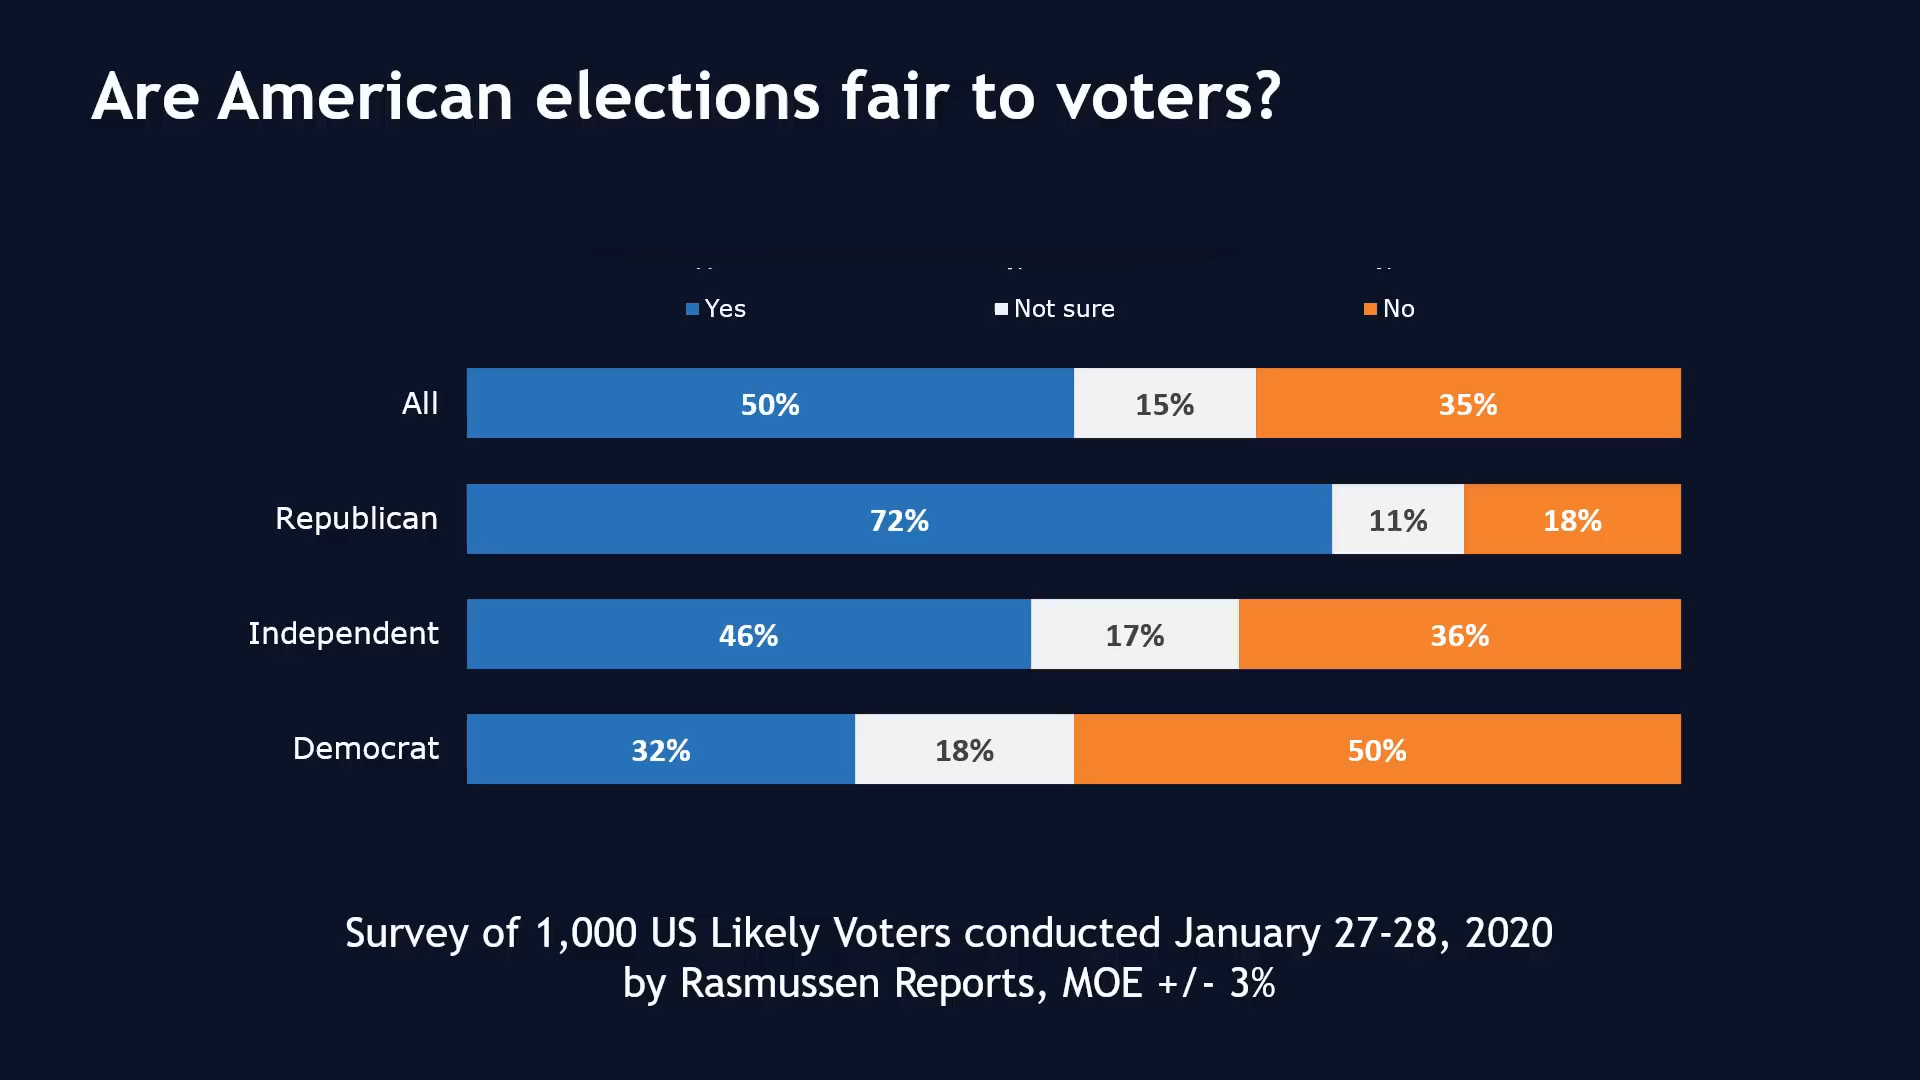 Are American elections fair to voters?
Yes Not sure No
All 50% 15% 35%
Republican 72% 11% 18%
Independent 46% 17% 36%
Democrat 32% 18% 50%
Survey of 1,000 US Likely Voters conducted January 27-28, 2020
by Rasmussen Reports, MOE +/- 3%